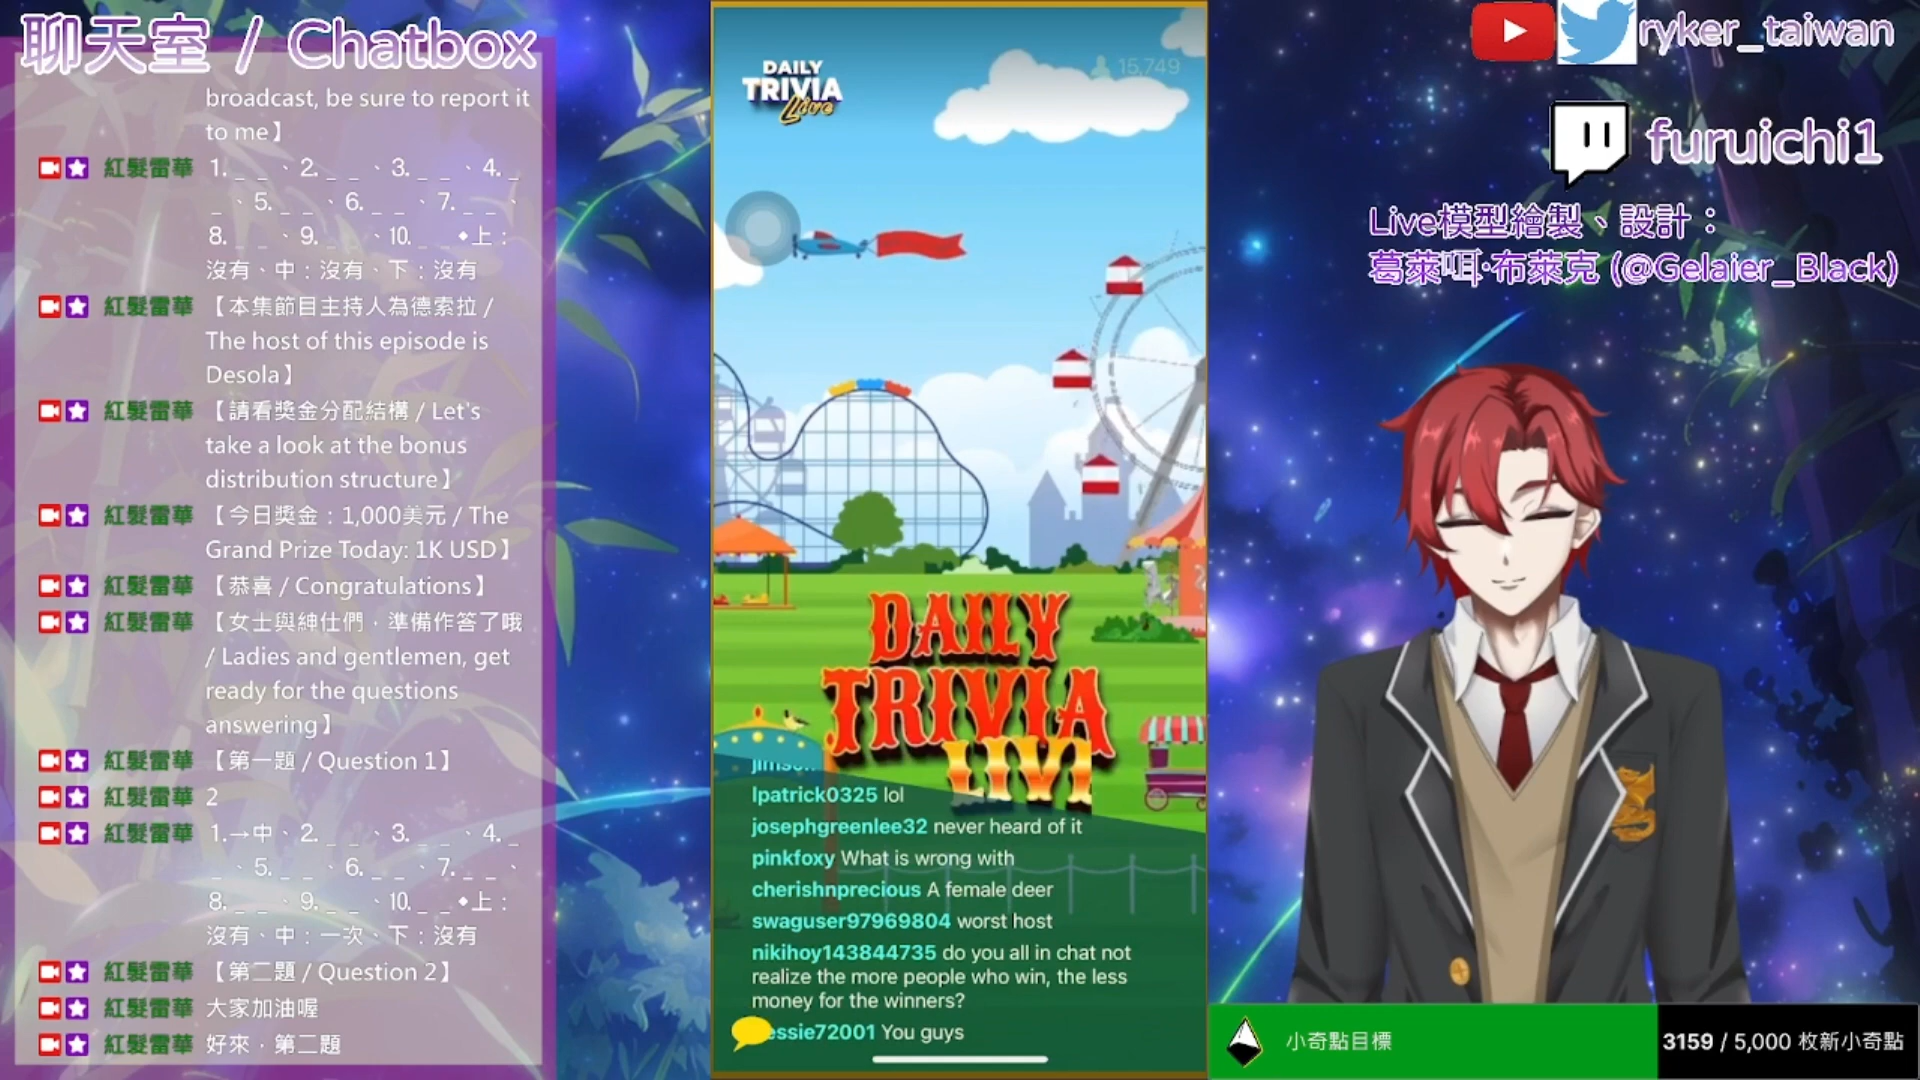 聊天室 / Chatbox
broadcast, be sure to report it
to me】
紅髮雷華 1. _ _ 、2. _ _ 、3. _ _ 、4. _
_ 、5. _ _ 、6. _ _ 、7. _ _ 、
8. _ _ 、9. _ _ 、10. _ _ ◆上：
沒有、中：沒有、下：沒有
紅髮雷華 【本集節目主持人為德索拉 /
The host of this episode is
Desola】
紅髮雷華 【請看獎金分配結構 / Let's
take a look at the bonus
distribution structure】
紅髮雷華 【今日獎金：1,000美元 / The
Grand Prize Today: 1K USD】
紅髮雷華 【恭喜 / Congratulations】
紅髮雷華 【女士與紳仕們，準備作答了哦
/ Ladies and gentlemen, get
ready for the questions
answering】
紅髮雷華 【第一題 / Question 1】
紅髮雷華 2
紅髮雷華 1.→中、2. _ _ 、3. _ _ 、4. _
_ 、5. _ _ 、6. _ _ 、7. _ _ 、
8. _ _ 、9. _ _ 、10. _ _ ◆上：
沒有、中：一次、下：沒有
紅髮雷華 【第二題 / Question 2】
紅髮雷華 大家加油喔
紅髮雷華 好來，第二題
DAILY
TRIVIA
Live
15,749
DAILY
TRIVIA
LIVE
lpatrick0325 lol
josephgreenlee32 never heard of it
pinkfoxy What is wrong with
cherishnprecious A female deer
swaguser97969804 worst host
nikihoy143844735 do you all in chat not
realize the more people who win, the less
money for the winners?
essie72001 You guys
ryker_taiwan
furuichi1
Live模型繪製、設計：
葛萊咡·布萊克 (@Gelaier_Black)
小奇點目標
3159 / 5,000 枚新小奇點